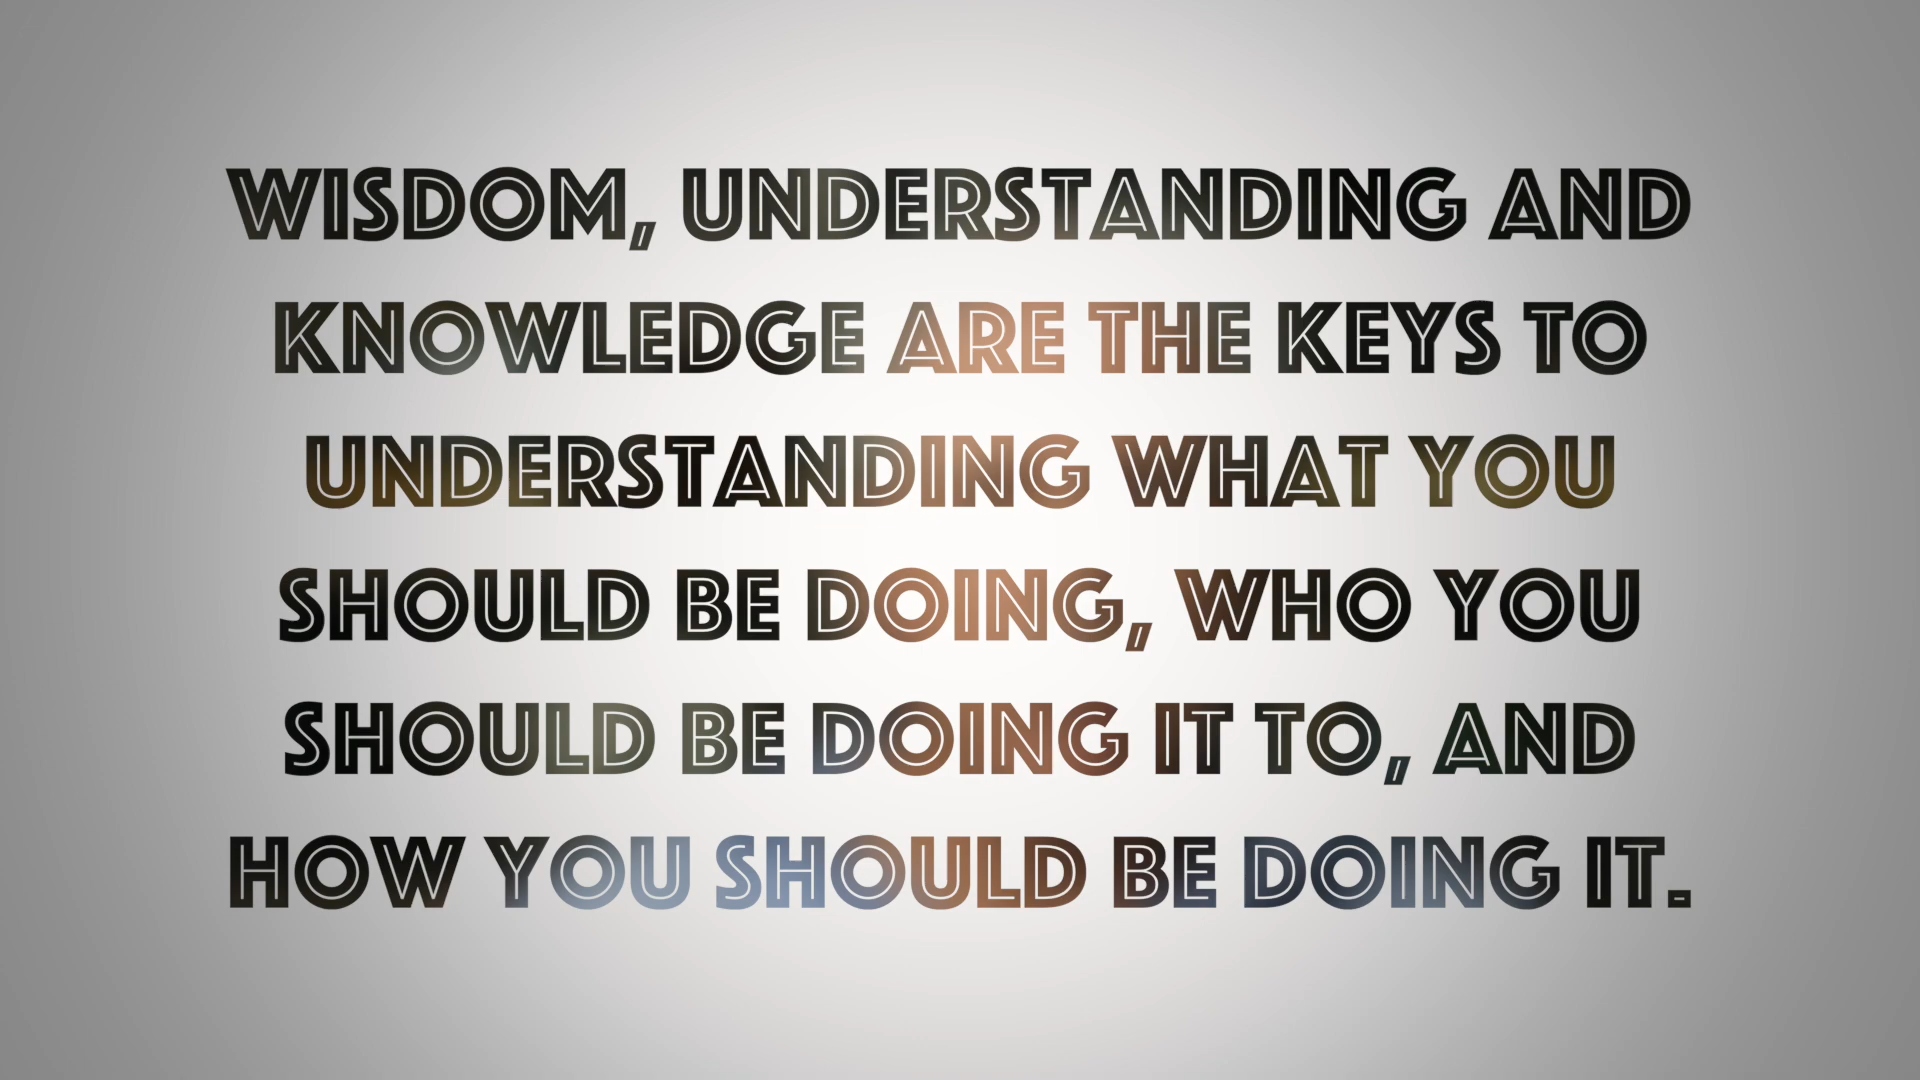 WISDOM, UNDERSTANDING AND
KNOWLEDGE ARE THE KEYS TO
UNDERSTANDING WHAT YOU
SHOULD BE DOING, WHO YOU
SHOULD BE DOING IT TO, AND
HOW YOU SHOULD BE DOING IT.